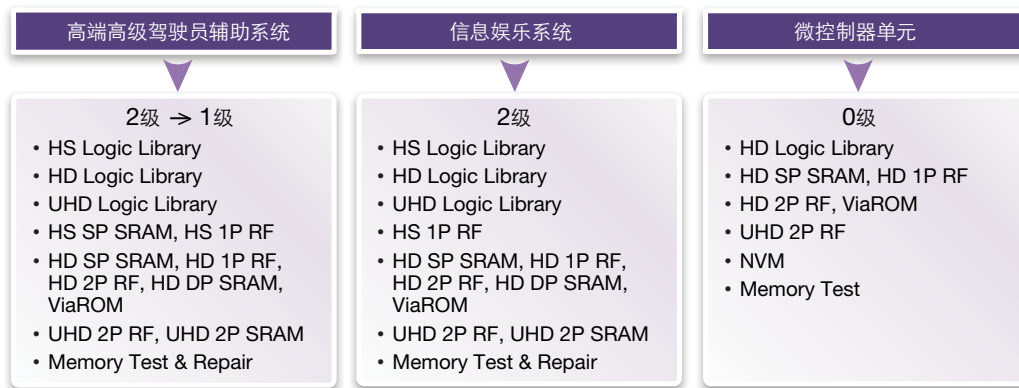 高端高级驾驶员辅助系统
2级 → 1级
• HS Logic Library
• HD Logic Library
• UHD Logic Library
• HS SP SRAM, HS 1P RF
• HD SP SRAM, HD 1P RF,
HD 2P RF, HD DP SRAM,
ViaROM
• UHD 2P RF, UHD 2P SRAM
• Memory Test & Repair
信息娱乐系统
2级
• HS Logic Library
• HD Logic Library
• UHD Logic Library
• HS 1P RF
• HD SP SRAM, HD 1P RF,
HD 2P RF, HD DP SRAM,
ViaROM
• UHD 2P RF, UHD 2P SRAM
• Memory Test & Repair
微控制器单元
0级
• HD Logic Library
• HD SP SRAM, HD 1P RF
• HD 2P RF, ViaROM
• UHD 2P RF
• NVM
• Memory Test